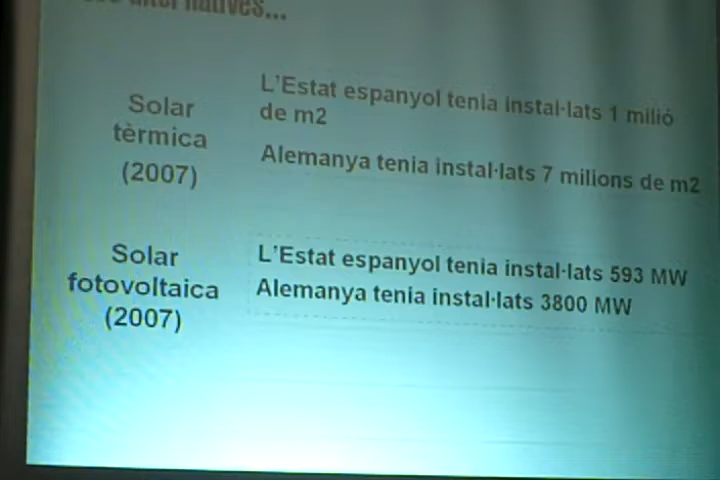 alternatives...
Solar
tèrmica
(2007)
L'Estat espanyol tenia instal·lats 1 milió
de m2
Alemanya tenia instal·lats 7 milions de m2
Solar
fotovoltaica
(2007)
L'Estat espanyol tenia instal·lats 593 MW
Alemanya tenia instal·lats 3800 MW